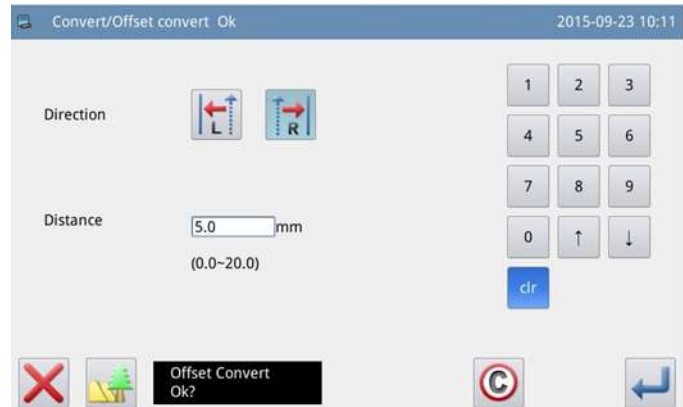 Convert/Offset convert Ok 2015-09-23 10:11
Direction
L R
Distance
5.0 mm
(0.0~20.0)
1 2 3
4 5 6
7 8 9
0 ↑ ↓
clr
Offset Convert
Ok?
C